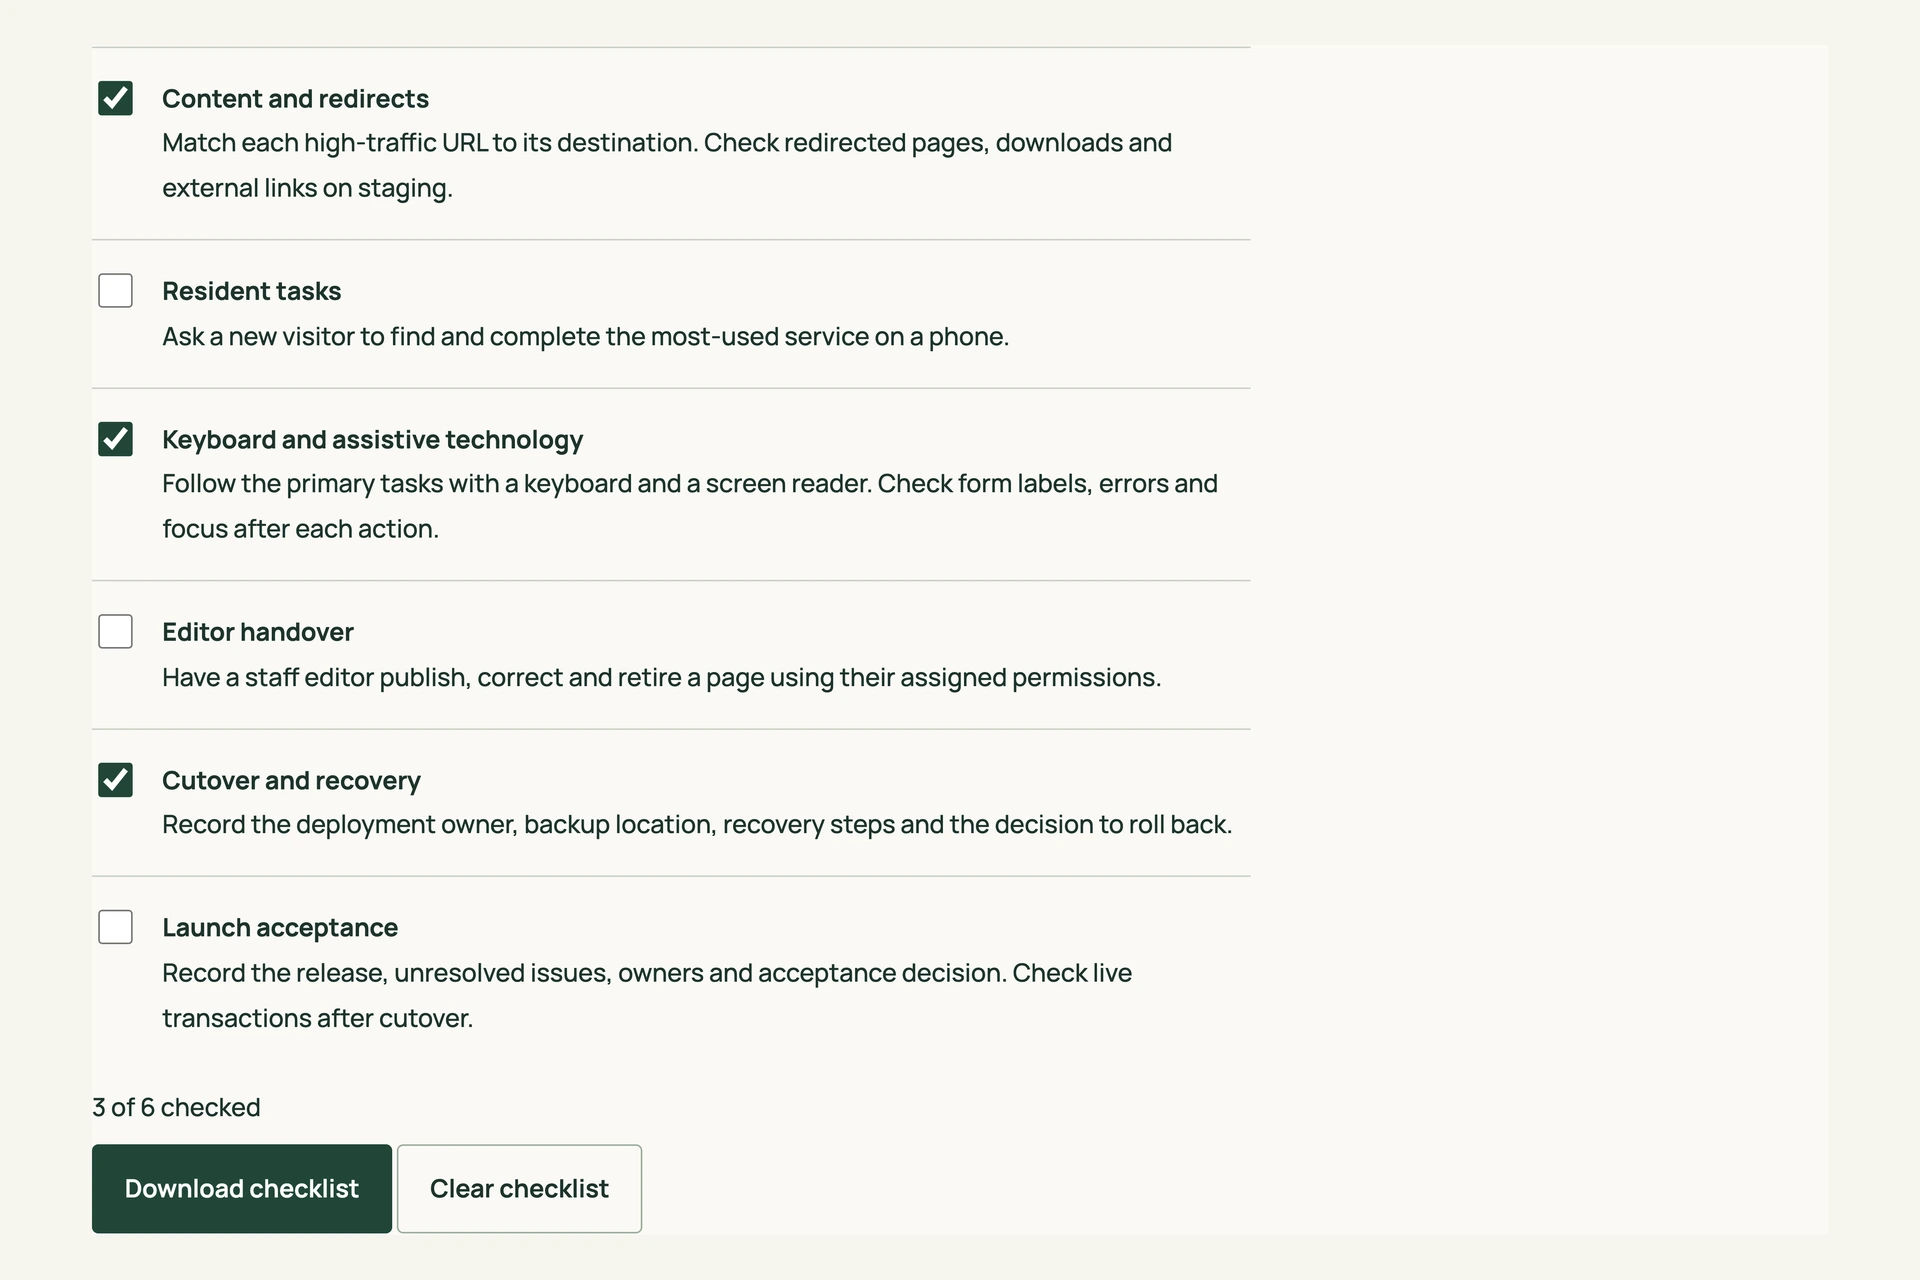 Content and redirects
Match each high-traffic URL to its destination. Check redirected pages, downloads and
external links on staging.
Resident tasks
Ask a new visitor to find and complete the most-used service on a phone.
Keyboard and assistive technology
Follow the primary tasks with a keyboard and a screen reader. Check form labels, errors and
focus after each action.
Editor handover
Have a staff editor publish, correct and retire a page using their assigned permissions.
Cutover and recovery
Record the deployment owner, backup location, recovery steps and the decision to roll back.
Launch acceptance
Record the release, unresolved issues, owners and acceptance decision. Check live
transactions after cutover.
3 of 6 checked
Download checklist
Clear checklist